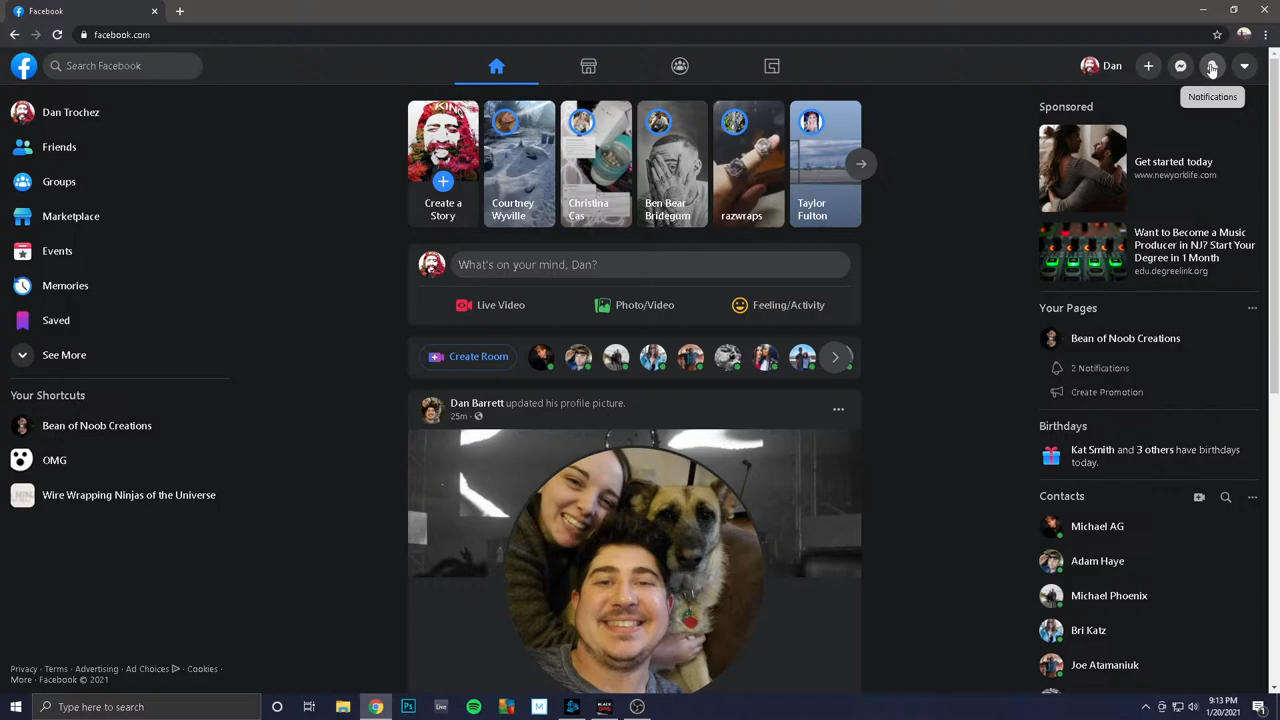 Facebook
facebook.com
Search Facebook
Dan
Notifications
Dan Trochez
Friends
Groups
Marketplace
Events
Memories
Saved
See More
Your Shortcuts
Bean of Noob Creations
OMG
Wire Wrapping Ninjas of the Universe
Privacy · Terms · Advertising · Ad Choices · Cookies ·
More · Facebook © 2021
KING
Create a
Story
Courtney
Wyville
Christina
Cas
Ben Bear
Bridegum
razwraps
Taylor
Fulton
What's on your mind, Dan?
Live Video
Photo/Video
Feeling/Activity
Create Room
Dan Barrett updated his profile picture.
25m ·
Sponsored
Get started today
www.newyorklife.com
Want to Become a Music
Producer in NJ? Start Your
Degree in 1 Month
edu.degreelink.org
Your Pages
Bean of Noob Creations
2 Notifications
Create Promotion
Birthdays
Kat Smith and 3 others have birthdays
today.
Contacts
Michael AG
Adam Haye
Michael Phoenix
Bri Katz
Joe Atamaniuk
Type here to search
Ps
Live
M
9:13 PM
1/20/2021